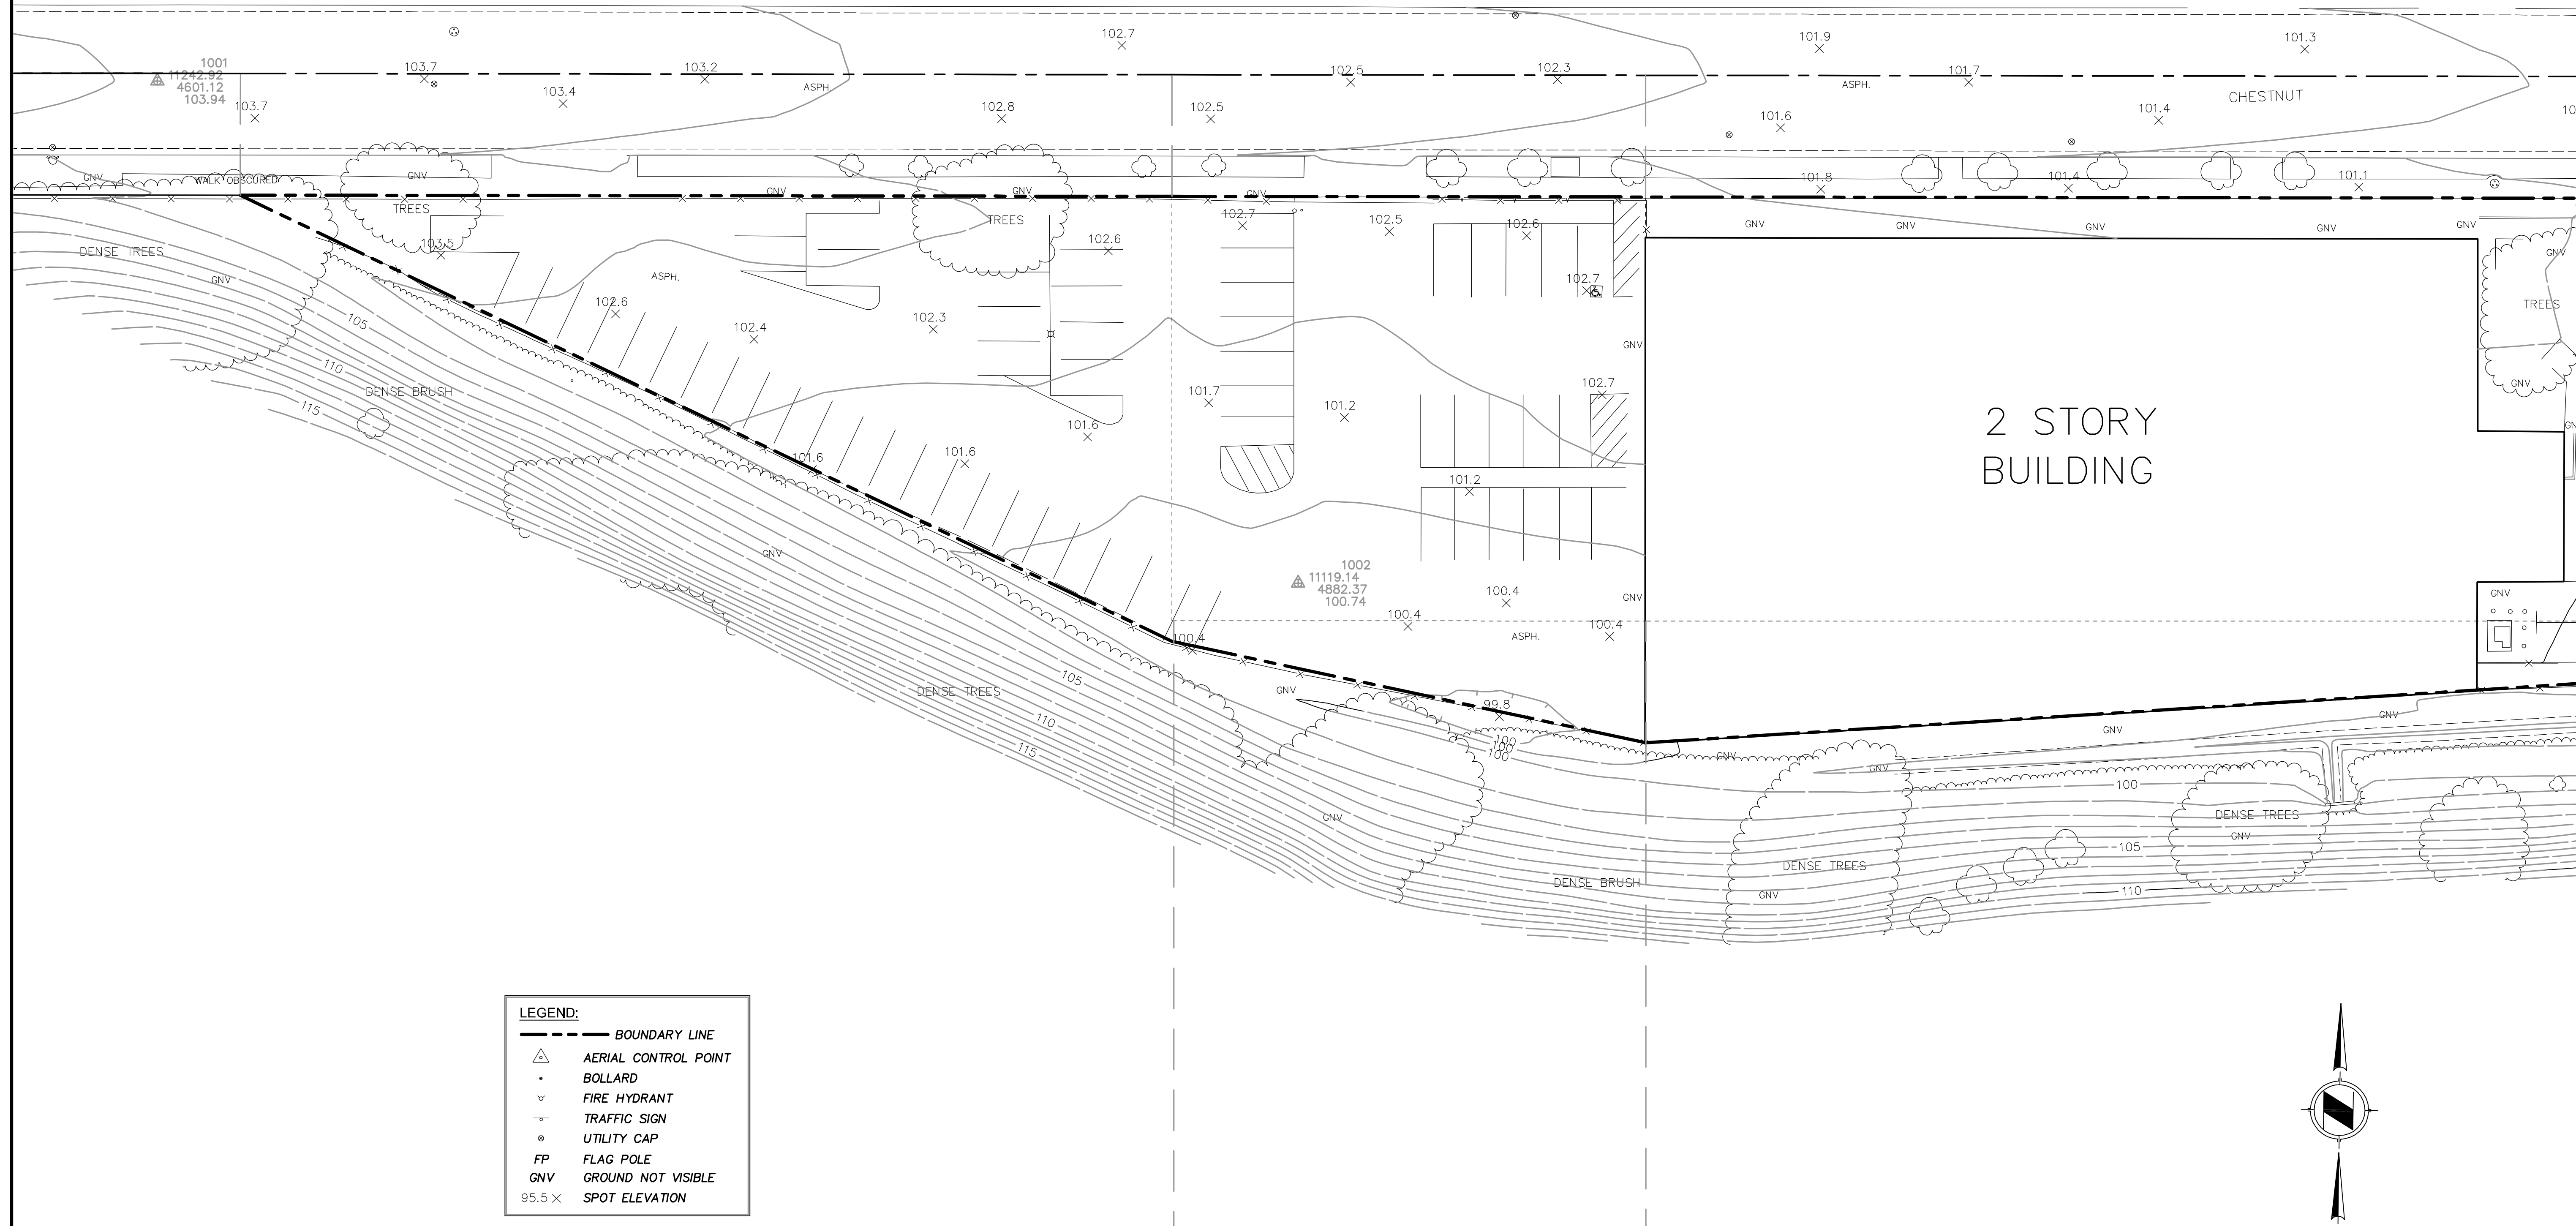 102.7
101.9
101.3
1001
11242.92
4601.12
103.94
103.7
103.2
102.5
102.3
101.7
ASPH.
ASPH.
CHESTNUT
103.4
103.7
102.8
102.5
101.6
101.4
10
GNV
WALK OBSCURED
GNV
GNV
GNV
GNV
101.8
101.4
101.1
TREES
TREES
102.7
102.5
102.6
GNV
GNV
GNV
GNV
GNV
DENSE TREES
103.5
102.6
GNV
GNV
ASPH.
102.7
102.6
TREES
105
102.4
102.3
GNV
110
DENSE BRUSH
115
101.7
101.2
102.7
GNV
101.6
GN
2 STORY
BUILDING
101.6
101.6
101.2
GNV
1002
11119.14
4882.37
100.74
100.4
GNV
GNV
100.4
100.4
100.4
ASPH.
105
DENSE TREES
GNV
99.8
110
115
100
100
100
GNV
GNV
GNV
GNV
100
GNV
DENSE TREES
GNV
105
DENSE TREES
DENSE BRUSH
GNV
110
LEGEND:
BOUNDARY LINE
AERIAL CONTROL POINT
BOLLARD
FIRE HYDRANT
TRAFFIC SIGN
UTILITY CAP
FP FLAG POLE
GNV GROUND NOT VISIBLE
95.5 SPOT ELEVATION
N